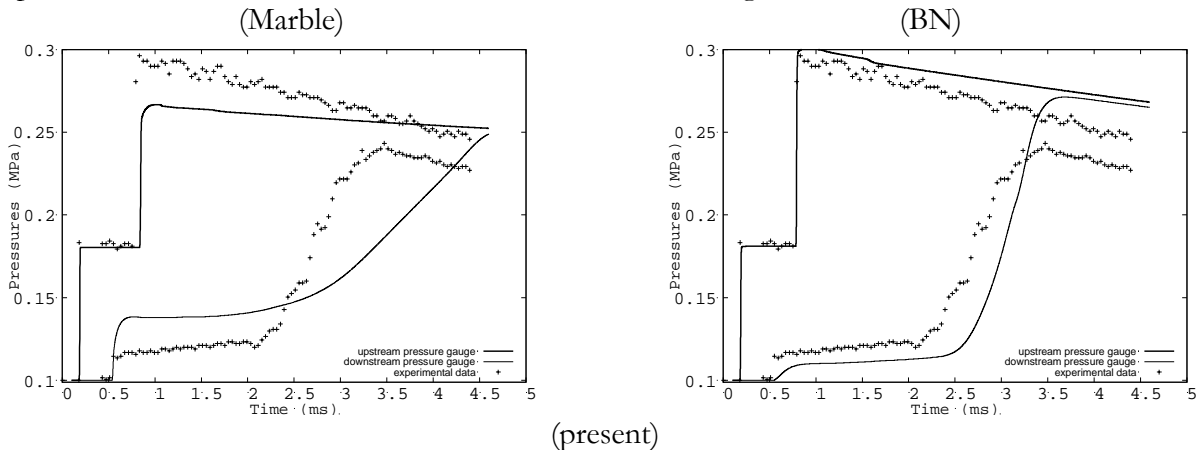 (Marble)
(BN)
0.3
0.25
0.2
0.15
0.1
Pressures (MPa)
upstream pressure gauge
downstream pressure gauge
experimental data
0 0.5 1 1.5 2 2.5 3 3.5 4 4.5 5
Time (ms)
0.3
0.25
0.2
0.15
0.1
Pressures (MPa)
upstream pressure gauge
downstream pressure gauge
experimental data
0 0.5 1 1.5 2 2.5 3 3.5 4 4.5 5
Time (ms)
(present)